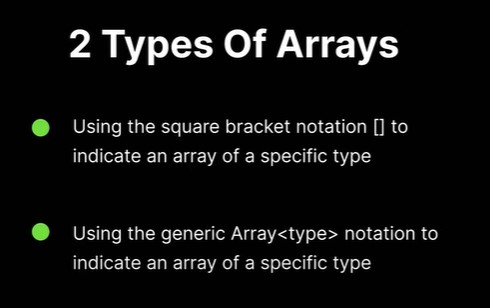 2 Types Of Arrays
Using the square bracket notation [] to
indicate an array of a specific type
Using the generic Array<type> notation to
indicate an array of a specific type